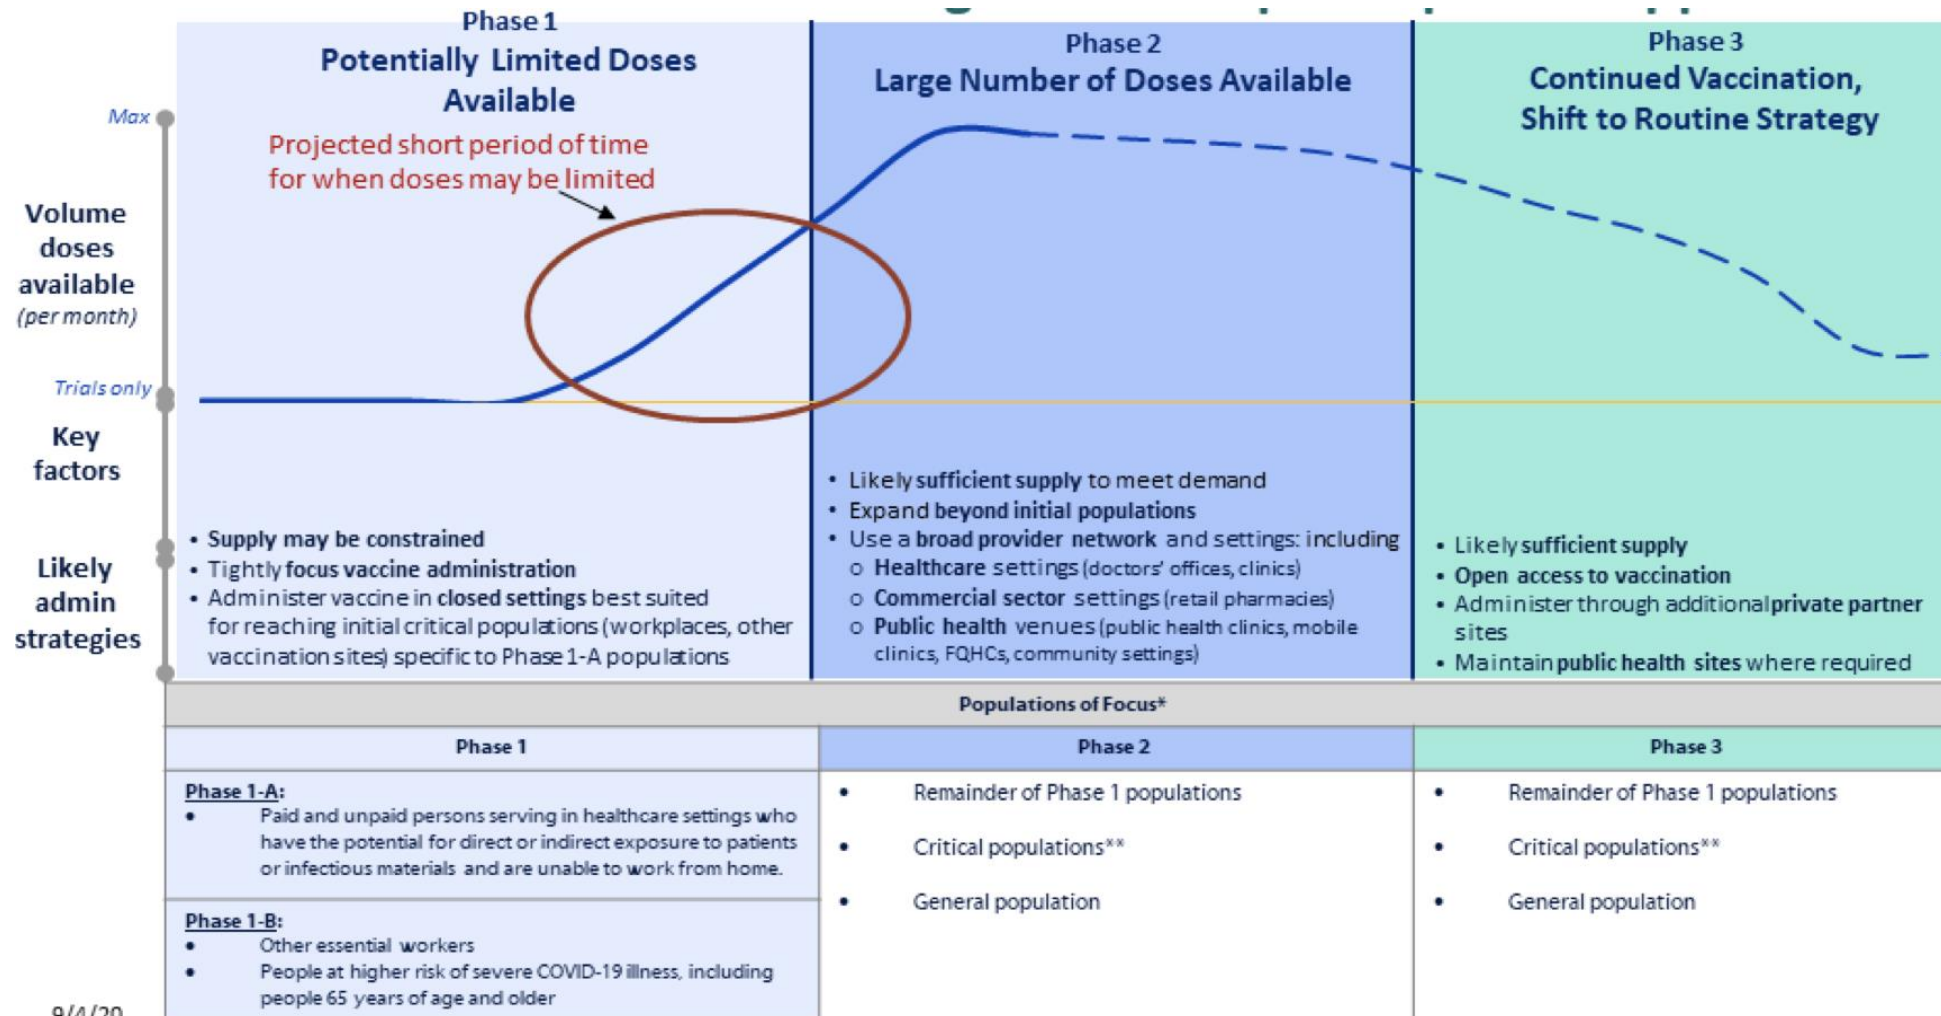 Phase 1
Potentially Limited Doses
Available
Phase 2
Large Number of Doses Available
Phase 3
Continued Vaccination,
Shift to Routine Strategy
Max
Projected short period of time
for when doses may be limited
Volume
doses
available
(per month)
Trials only
Key
factors
Likely
admin
strategies
• Supply may be constrained
• Tightly focus vaccine administration
• Administer vaccine in closed settings best suited
for reaching initial critical populations (workplaces, other
vaccination sites) specific to Phase 1-A populations
• Likely sufficient supply to meet demand
• Expand beyond initial populations
• Use a broad provider network and settings: including
o Healthcare settings (doctors' offices, clinics)
o Commercial sector settings (retail pharmacies)
o Public health venues (public health clinics, mobile
clinics, FQHCs, community settings)
• Likely sufficient supply
• Open access to vaccination
• Administer through additional private partner
sites
• Maintain public health sites where required
Populations of Focus*
Phase 1
Phase 2
Phase 3
Phase 1-A:
• Paid and unpaid persons serving in healthcare settings who
have the potential for direct or indirect exposure to patients
or infectious materials and are unable to work from home.
Phase 1-B:
• Other essential workers
• People at higher risk of severe COVID-19 illness, including
people 65 years of age and older
• Remainder of Phase 1 populations
• Critical populations**
• General population
• Remainder of Phase 1 populations
• Critical populations**
• General population
9/4/20